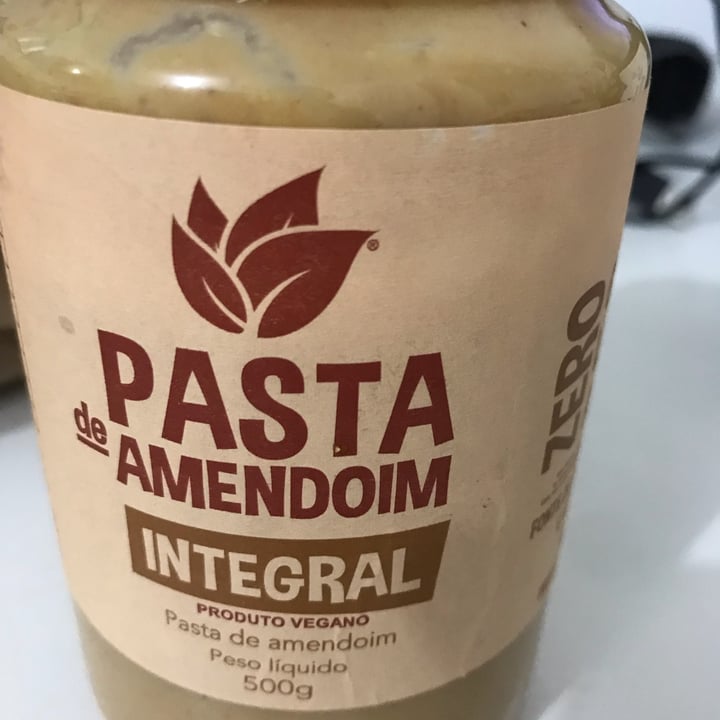 ®
PASTA
de
AMENDOIM
INTEGRAL
PRODUTO VEGANO
Pasta de amendoim
Peso líquido
500g
ZERO